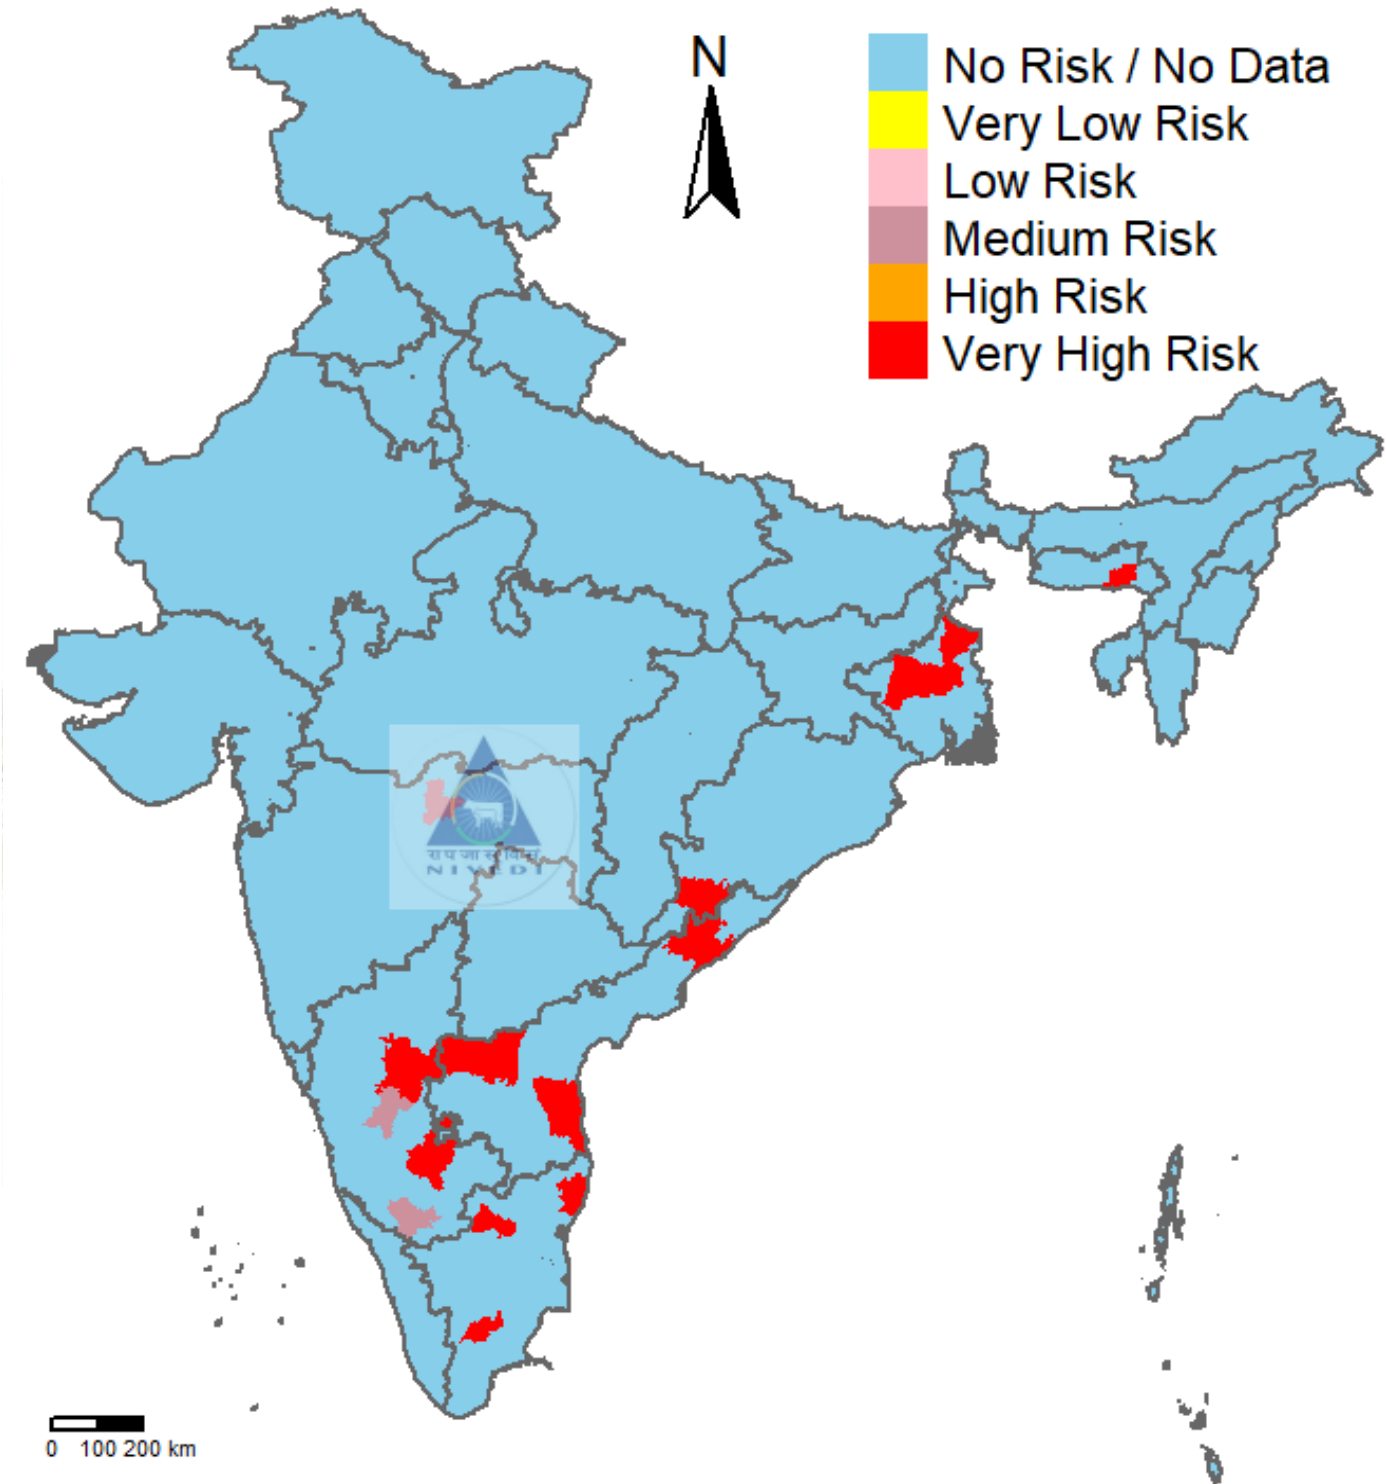 N
No Risk / No Data
Very Low Risk
Low Risk
Medium Risk
High Risk
Very High Risk
NIVEDI
0 100 200 km